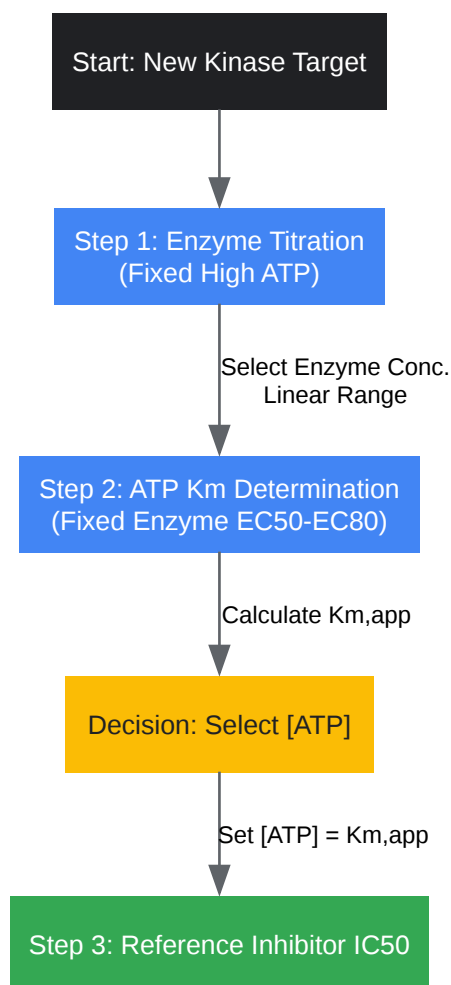 Start: New Kinase Target
Step 1: Enzyme Titration
(Fixed High ATP)
Select Enzyme Conc.
Linear Range
Step 2: ATP Km Determination
(Fixed Enzyme EC50-EC80)
Calculate Km,app
Decision: Select [ATP]
Set [ATP] = Km,app
Step 3: Reference Inhibitor IC50